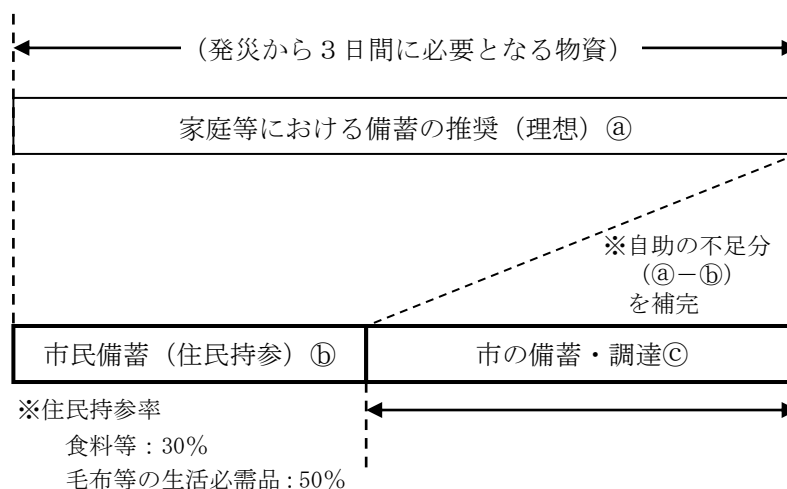 （発災から３日間に必要となる物資）
家庭等における備蓄の推奨（理想）ⓐ
※自助の不足分
（ⓐ－ⓑ）
を補完
市民備蓄（住民持参）ⓑ
市の備蓄・調達ⓒ
※住民持参率
食料等：30%
毛布等の生活必需品：50%